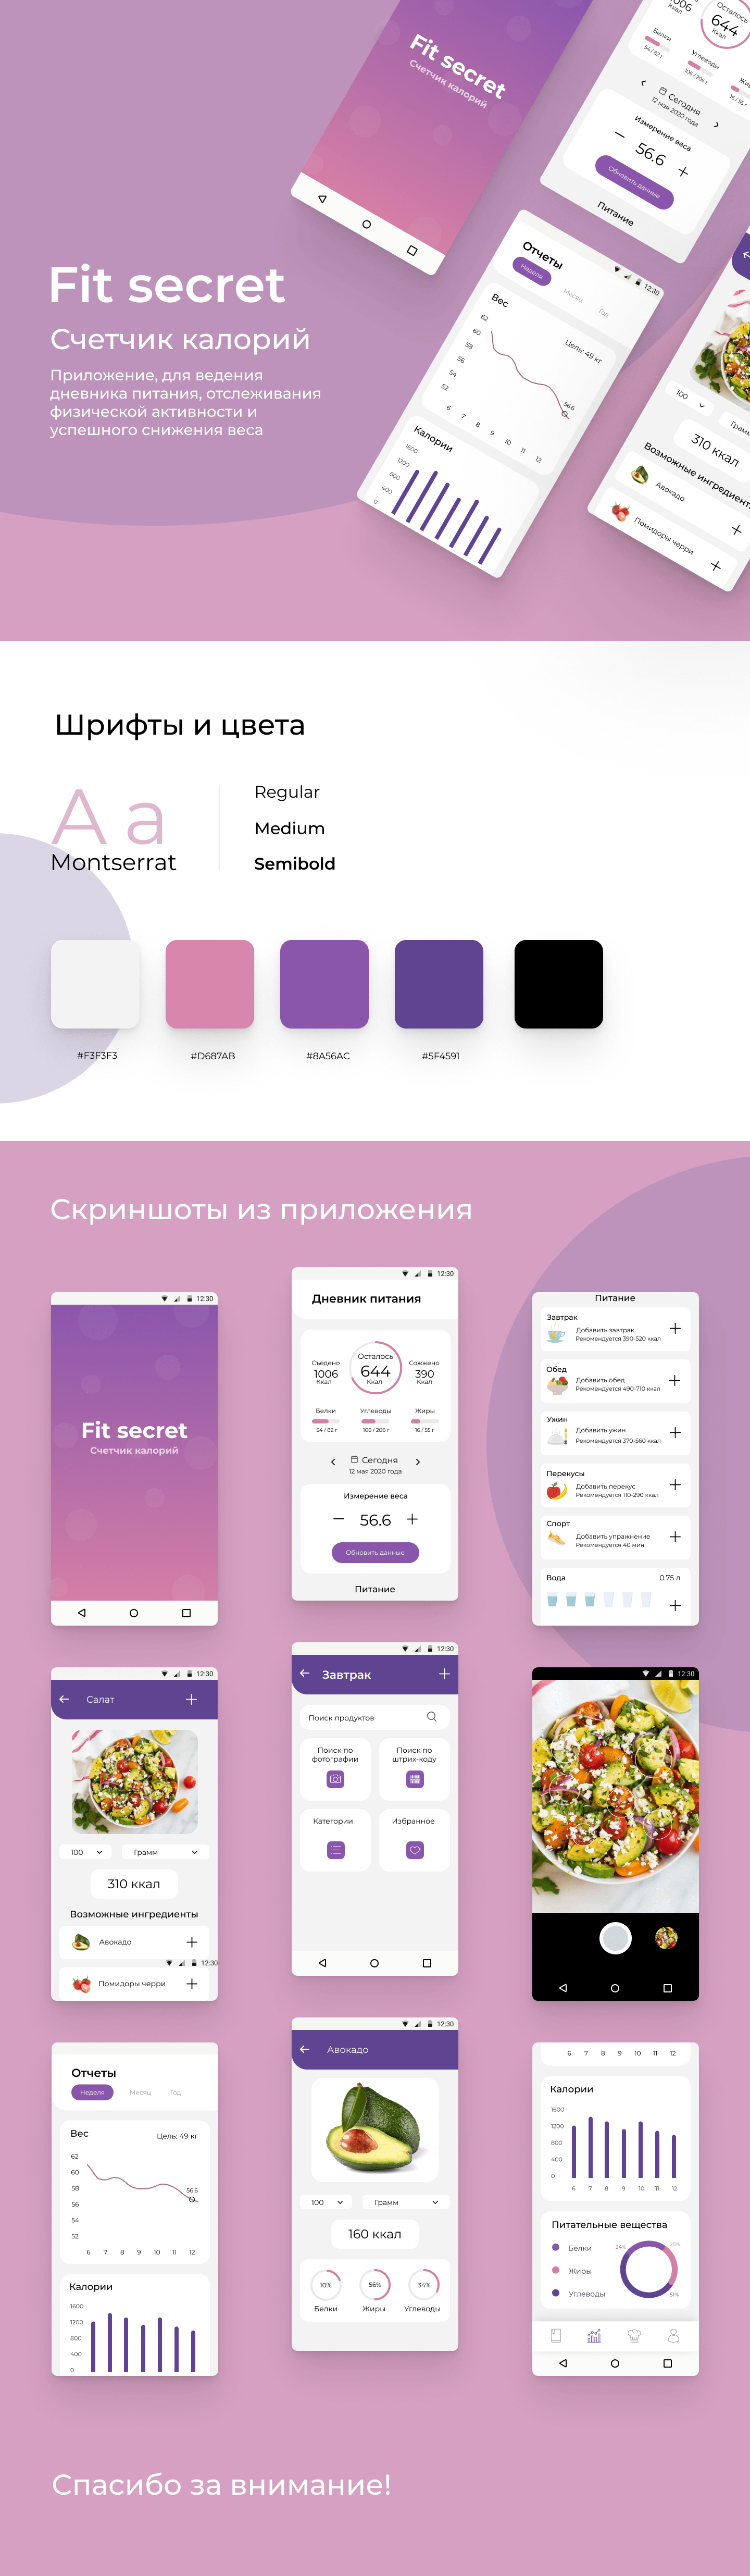 Fit secret
Счетчик калорий
Приложение, для ведения
дневника питания, отслеживания
физической активности и
успешного снижения веса
Fit secret
Счетчик калорий
1006
Ккал
Осталось
644
Ккал
Белки
54 / 82 г
Углеводы
106 / 206 г
16 / 55 г
Сегодня
12 мая 2020 года
Измерение веса
56.6
Обновить данные
Питание
12:30
Отчеты
Неделя
Месяц
Год
Вес
Цель: 49 кг
62
60
58
56
54
52
56.6
6 7 8 9 10 11 12
Калории
1600
1200
800
400
0
100
310 ккал
Авокадо
Помидоры черри
Шрифты и цвета
A a
Montserrat
Regular
Medium
Semibold
#F3F3F3
#D687AB
#8A56AC
#5F4591
Скриншоты из приложения
12:30
Fit secret
Счетчик калорий
12:30
Дневник питания
Съедено
1006
Ккал
Осталось
644
Ккал
Сожжено
390
Ккал
Белки Углеводы Жиры
54 / 82 г 106 / 206 г 16 / 55 г
Сегодня
12 мая 2020 года
Измерение веса
56.6
Обновить данные
Питание
Питание
Завтрак
Добавить завтрак
Рекомендуется 390-520 ккал
Обед
Добавить обед
Рекомендуется 490-710 ккал
Ужин
Добавить ужин
Рекомендуется 370-560 ккал
Перекусы
Добавить перекус
Рекомендуется 110-290 ккал
Спорт
Добавить упражнение
Рекомендуется 40 мин
Вода
0.75 л
12:30
Салат
100
Грамм
310 ккал
Возможные ингредиенты
Авокадо
12:30
Помидоры черри
12:30
Завтрак
Поиск продуктов
Поиск по
фотографии
Поиск по
штрих-коду
Категории
Избранное
12:30
Отчеты
Неделя
Месяц
Год
Вес
Цель: 49 кг
62
60
58
56
54
52
56.6
6 7 8 9 10 11 12
Калории
1600
1200
800
400
0
12:30
Авокадо
100
Грамм
160 ккал
10% 56% 34%
Белки Жиры Углеводы
6 7 8 9 10 11 12
Калории
1600
1200
800
400
0
6 7 8 9 10 11 12
Питательные вещества
Белки
Жиры
Углеводы
24%
25%
51%
Спасибо за внимание!